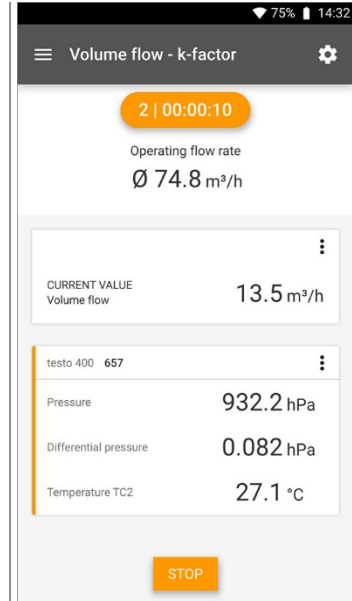 75% 14:32
Volume flow - k-factor
2 | 00:00:10
Operating flow rate
Ø 74.8 m³/h
CURRENT VALUE
Volume flow
13.5 m³/h
testo 400 657
Pressure 932.2 hPa
Differential pressure 0.082 hPa
Temperature TC2 27.1 °C
STOP